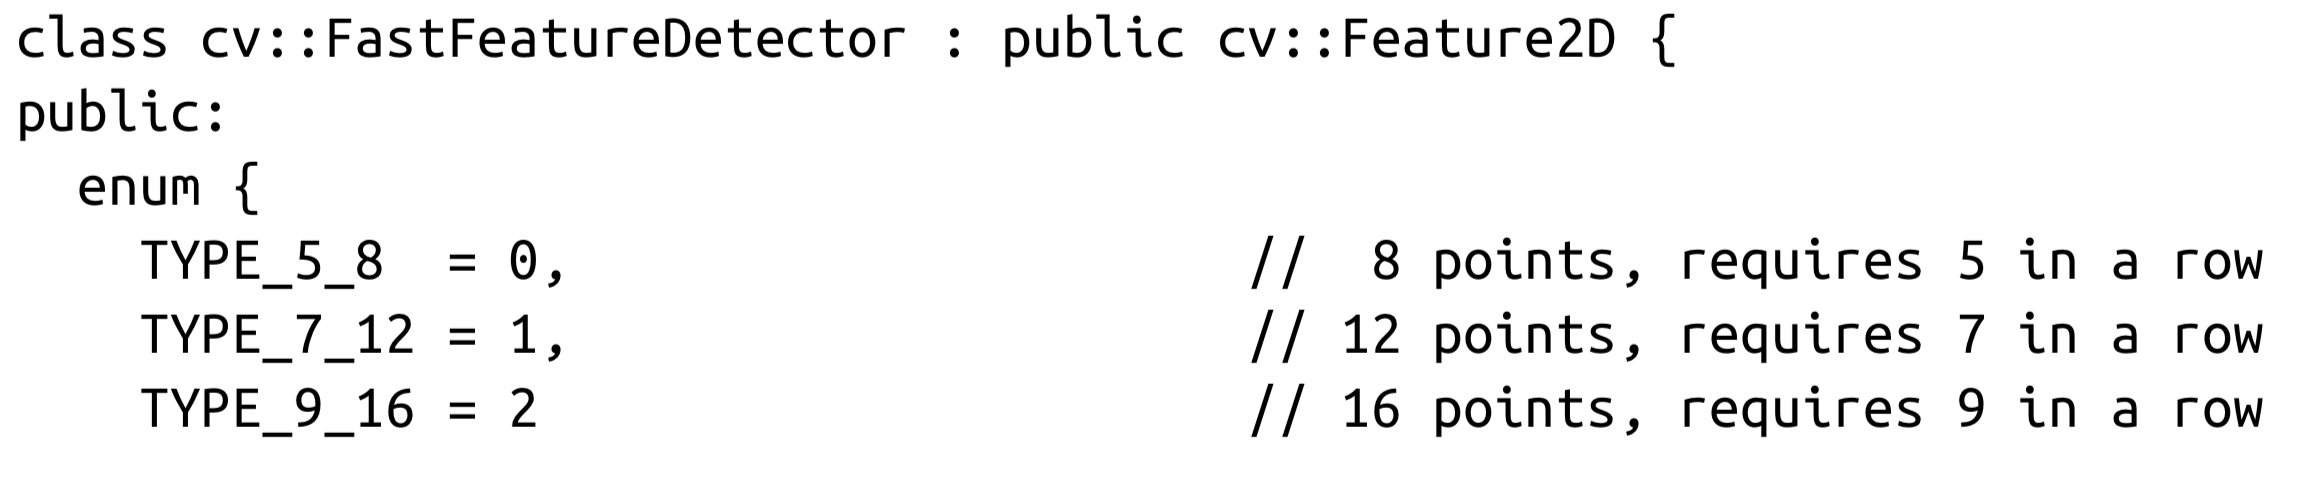 class cv::FastFeatureDetector : public cv::Feature2D {
public:
  enum {
    TYPE_5_8  = 0,                      //  8 points, requires 5 in a row
    TYPE_7_12 = 1,                      // 12 points, requires 7 in a row
    TYPE_9_16 = 2                       // 16 points, requires 9 in a row